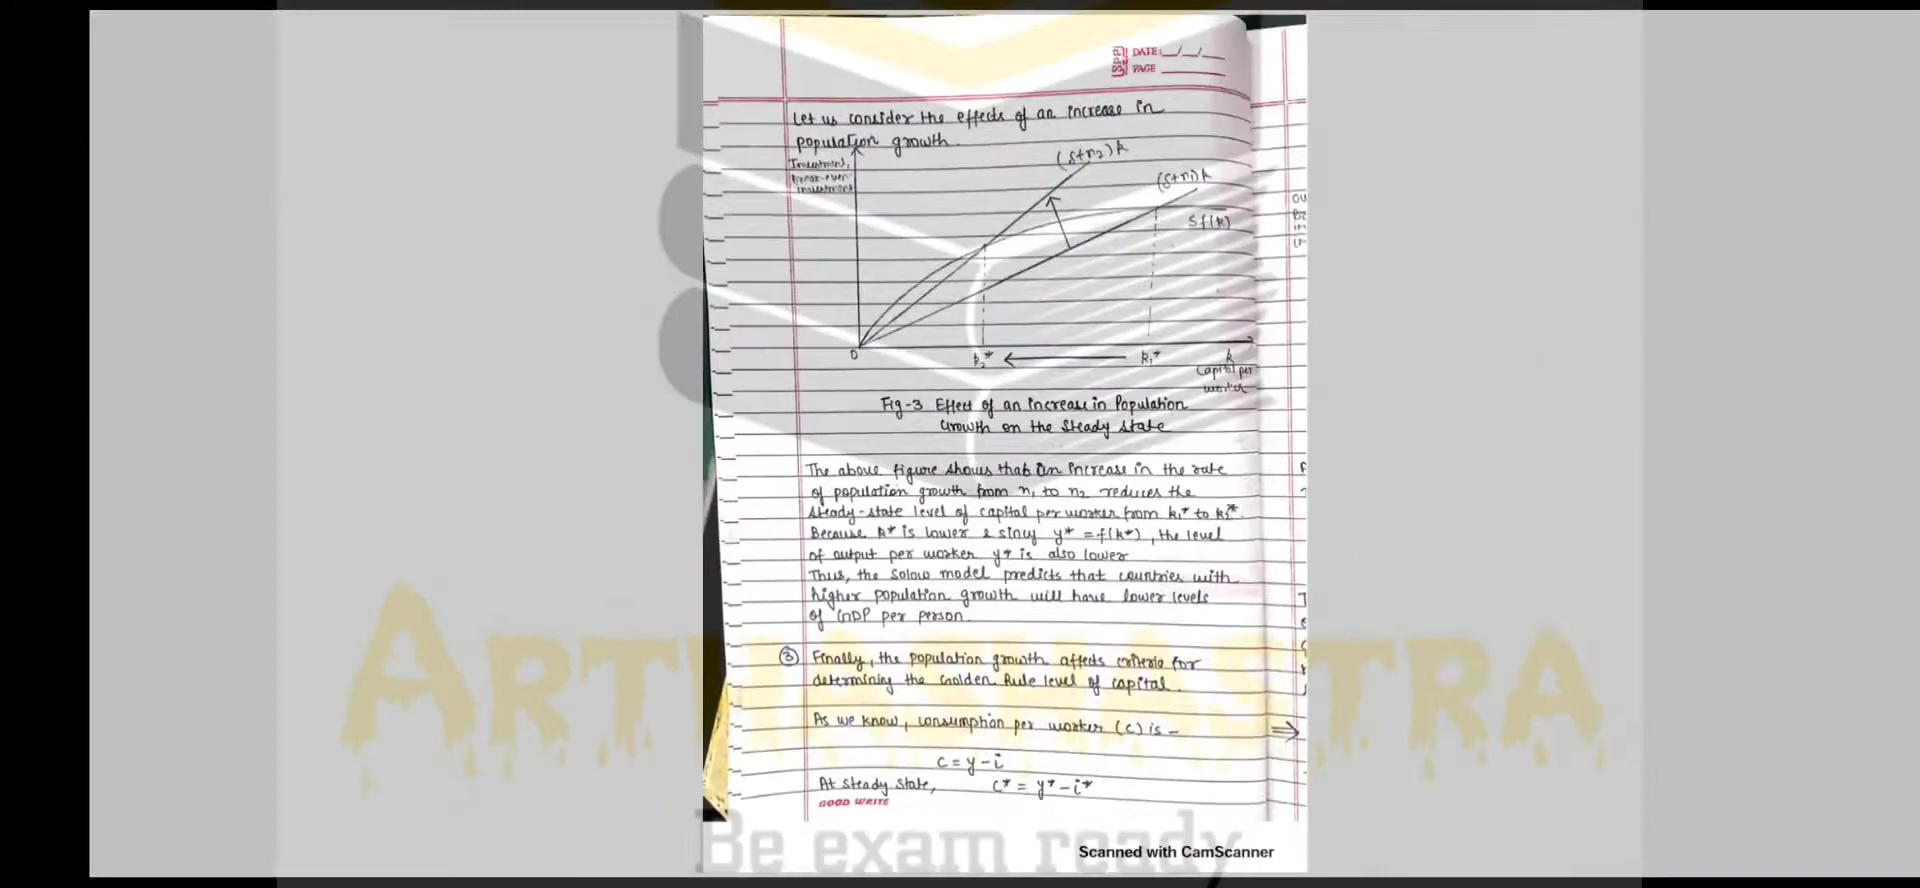 SPP DATE:__/__/__
PAGE
Let us consider the effects of an increase in
population growth.
Investment,
break-even
investment
(δ+n₂)k
(δ+n₁)k
Sf(k)
0
k₂*
k₁*
k
Capital per
worker
Fig-3 Effect of an increase in Population
Growth on the Steady State
The above figure shows that an increase in the rate
of population growth from n₁ to n₂ reduces the
steady-state level of capital per worker from k₁* to k₂*.
Because k* is lower & since y* = f(k*), the level
of output per worker y* is also lower
Thus, the Solow model predicts that countries with
higher population growth will have lower levels
of GDP per person.
③ Finally, the population growth affects criteria for
determining the Golden Rule level of capital.
As we know, consumption per worker (c) is –
⇒
c = y – i
At Steady State, c* = y* – i*
GOOD WRITE
ARTHASHASTRA
Be exam ready
Scanned with CamScanner